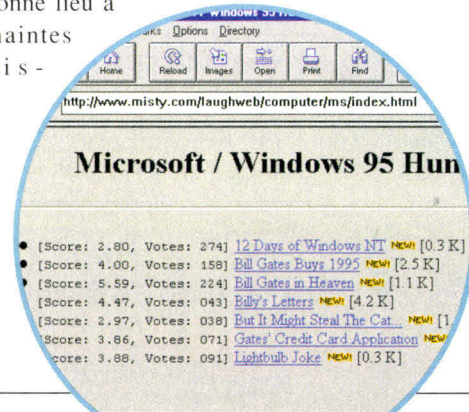 onne lieu à
naintes
i s -
Windows 95 Hu
rks Options Directory
Home Reload Images Open Print Find
http://www.misty.com/laughweb/computer/ms/index.html
Microsoft / Windows 95 Hun
• [Score: 2.80, Votes: 274] 12 Days of Windows NT NEW! [0.3 K]
• [Score: 4.00, Votes: 158] Bill Gates Buys 1995 NEW! [2.5 K]
• [Score: 5.59, Votes: 224] Bill Gates in Heaven NEW! [1.1 K]
[Score: 4.47, Votes: 043] Billy's Letters NEW! [4.2 K]
[Score: 2.97, Votes: 038] But It Might Steal The Cat... NEW! [1.
Score: 3.86, Votes: 071] Gates' Credit Card Application NEW
core: 3.88, Votes: 091] Lightbulb Joke NEW! [0.3 K]